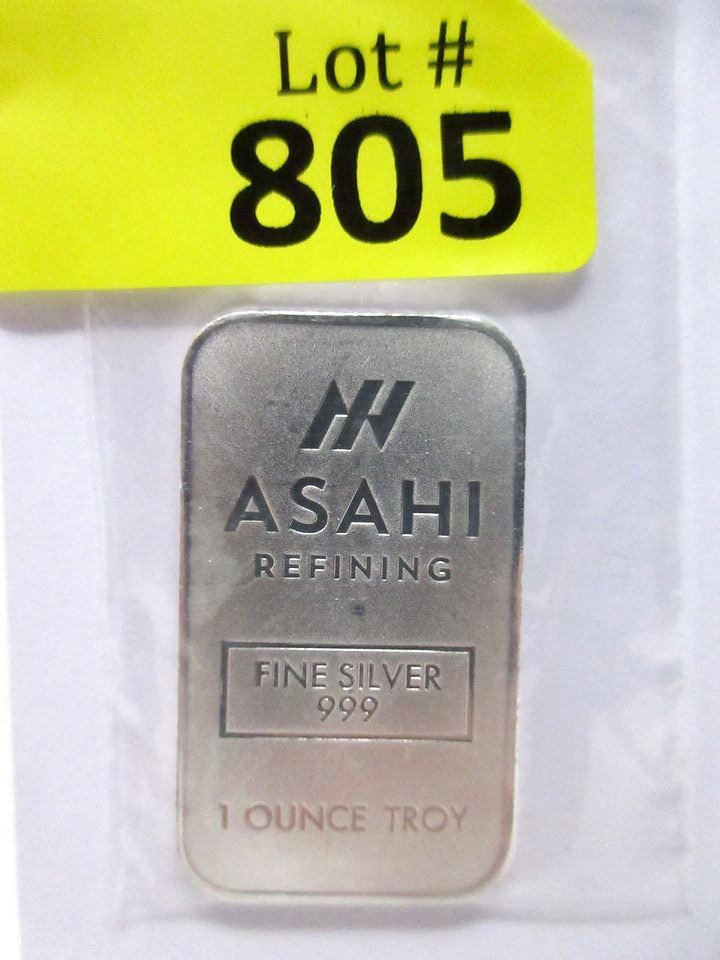 Lot #
805
ASAHI
REFINING
FINE SILVER
999
1 OUNCE TROY